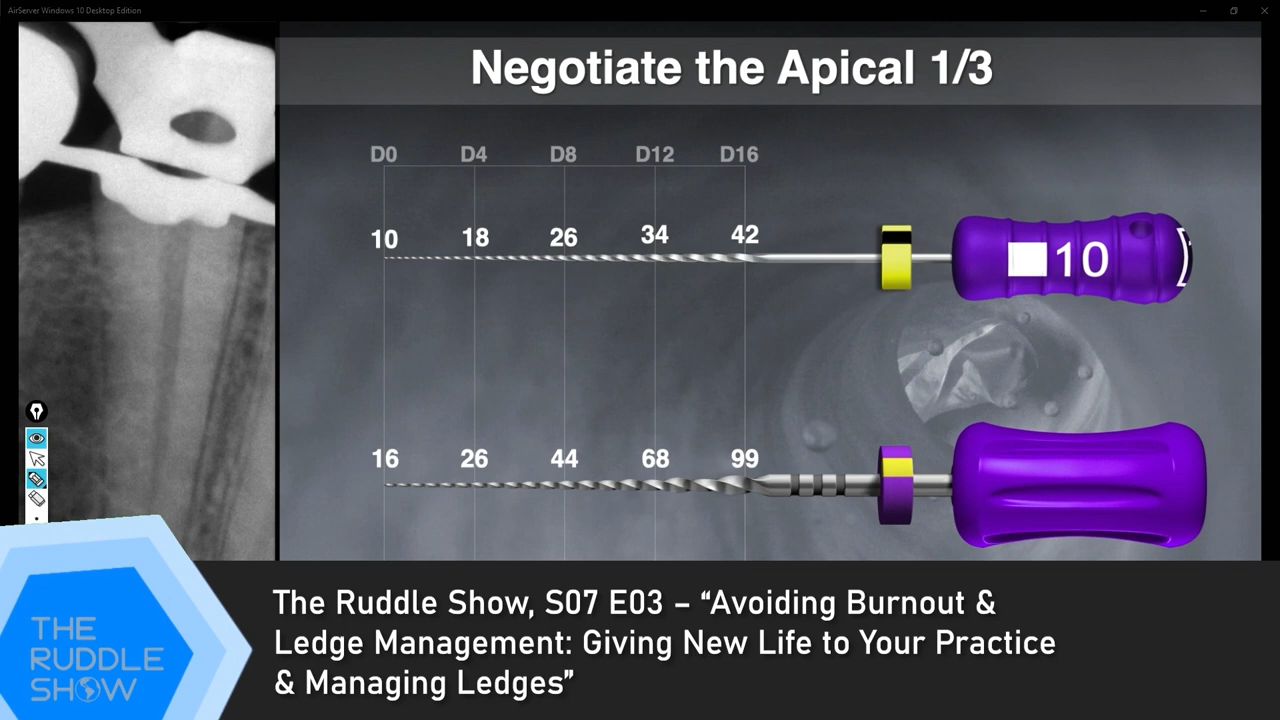 AirServer Windows 10 Desktop Edition
Negotiate the Apical 1/3
D0 D4 D8 D12 D16
10 18 26 34 42
10
16 26 44 68 99
THE
RUDDLE
SHOW
The Ruddle Show, S07 E03 – “Avoiding Burnout &
Ledge Management: Giving New Life to Your Practice
& Managing Ledges”